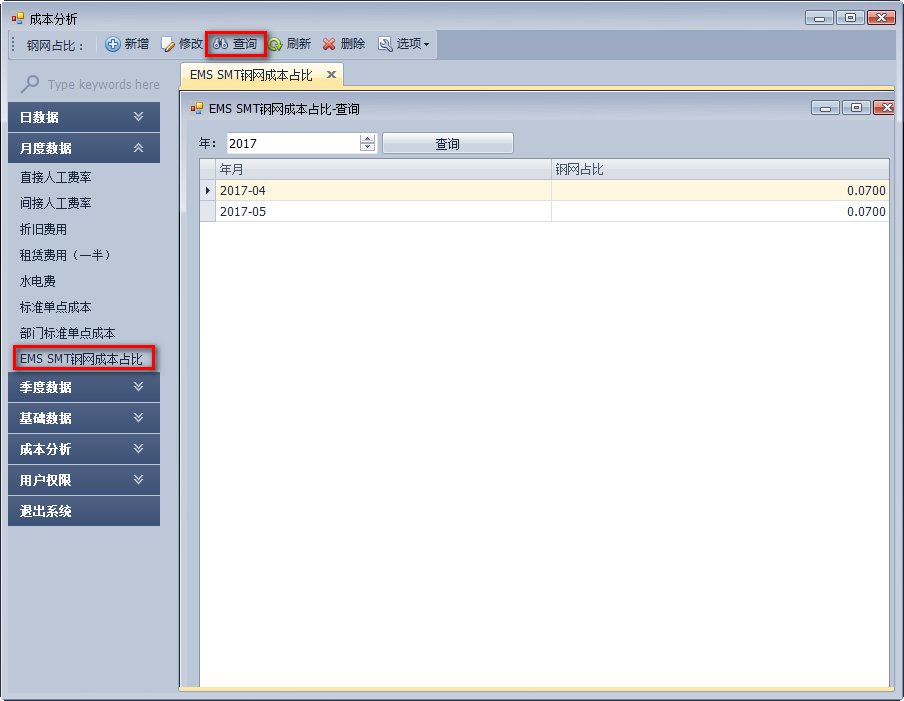 成本分析
钢网占比： 新增 修改 查询 刷新 删除 选项
Type keywords here
EMS SMT钢网成本占比
日数据
月度数据
直接人工费率
间接人工费率
折旧费用
租赁费用（一半）
水电费
标准单点成本
部门标准单点成本
EMS SMT钢网成本占比
季度数据
基础数据
成本分析
用户权限
退出系统
EMS SMT钢网成本占比-查询
年： 2017 查询
年月 钢网占比
2017-04 0.0700
2017-05 0.0700